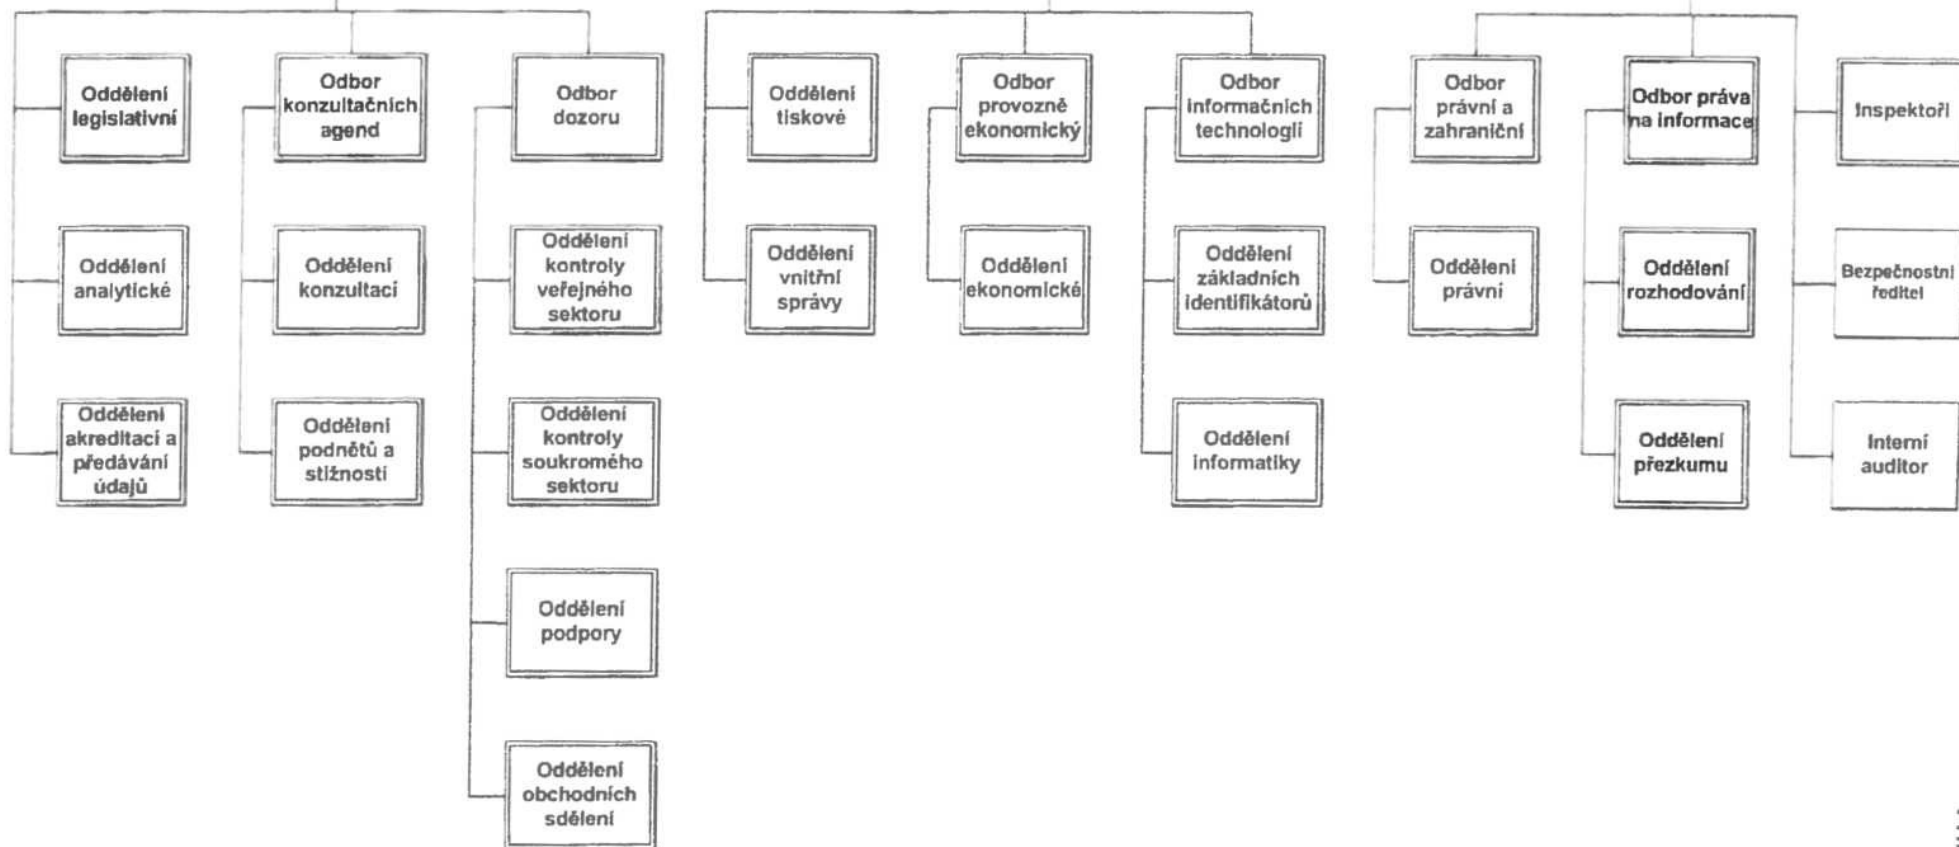 Oddělení
legislativní
Odbor
konzultačních
agend
Odbor
dozoru
Oddělení
tiskové
Odbor
provozně
ekonomický
Odbor
informačních
technologií
Odbor
právní a
zahraniční
Odbor práva
na informace
Inspektoři
Oddělení
analytické
Oddělení
konzultací
Oddělení
kontroly
veřejného
sektoru
Oddělení
vnitřní
správy
Oddělení
ekonomické
Oddělení
základních
identifikátorů
Oddělení
právní
Oddělení
rozhodování
Bezpečnostní
ředitel
Oddělení
akreditací a
předávání
údajů
Oddělení
podnětů a
stížností
Oddělení
kontroly
soukromého
sektoru
Oddělení
informatiky
Oddělení
přezkumu
Interní
auditor
Oddělení
podpory
Oddělení
obchodních
sdělení